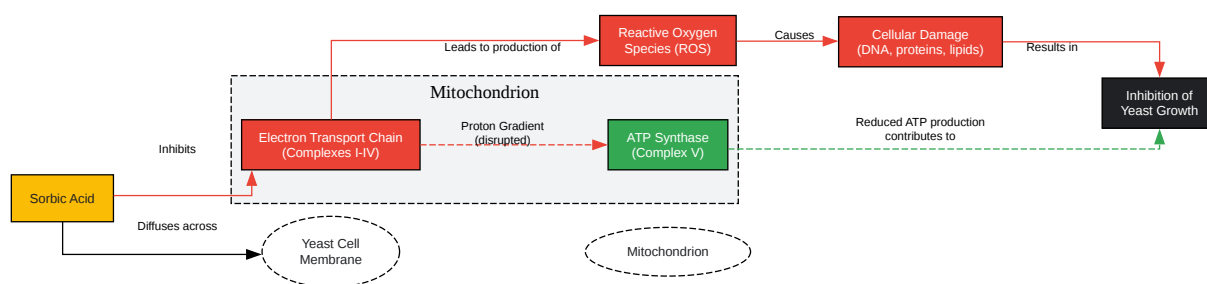 Reactive Oxygen
Species (ROS)
Cellular Damage
(DNA, proteins, lipids)
Leads to production of
Causes
Results in
Mitochondrion
Inhibition of
Yeast Growth
Electron Transport Chain
(Complexes I-IV)
Proton Gradient
(disrupted)
ATP Synthase
(Complex V)
Reduced ATP production
contributes to
Inhibits
Sorbic Acid
Diffuses across
Yeast Cell
Membrane
Mitochondrion